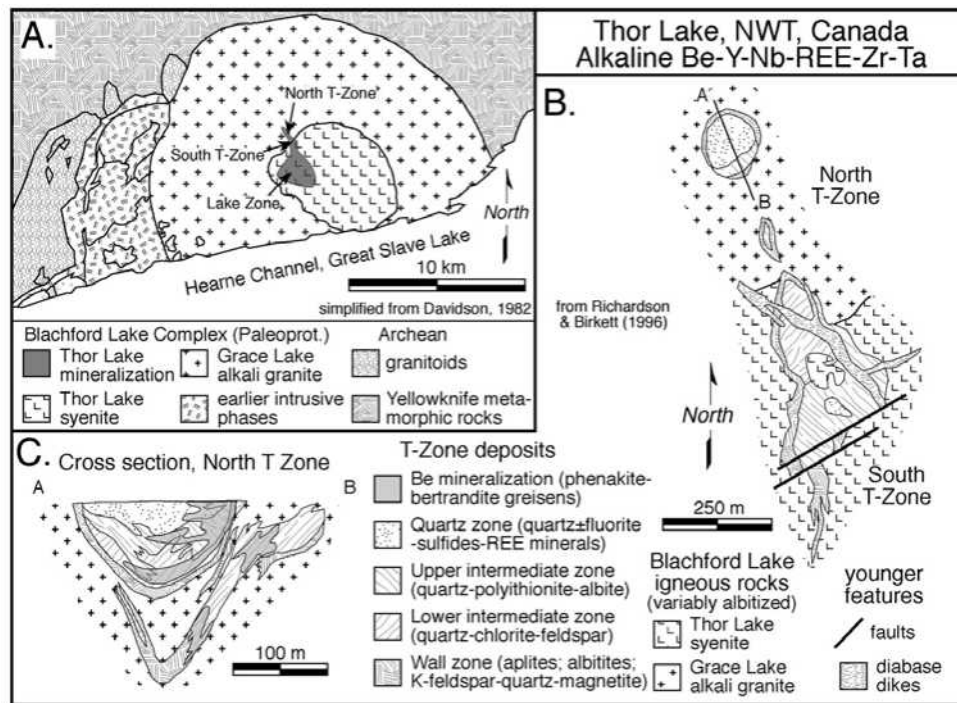 A.
North T-Zone
South T-Zone
Lake Zone
North
Hearne Channel, Great Slave Lake
10 km
simplified from Davidson, 1982
Blachford Lake Complex (Paleoprot.)
Archean
Thor Lake
mineralization
Grace Lake
alkali granite
granitoids
Thor Lake
syenite
earlier intrusive
phases
Yellowknife meta-
morphic rocks
Thor Lake, NWT, Canada
Alkaline Be-Y-Nb-REE-Zr-Ta
B.
A
B
North
T-Zone
from Richardson
& Birkett (1996)
North
South
T-Zone
250 m
C.
Cross section, North T Zone
A
B
100 m
T-Zone deposits
Be mineralization (phenakite-
bertrandite greisens)
Quartz zone (quartz±fluorite
-sulfides-REE minerals)
Upper intermediate zone
(quartz-polyithionite-albite)
Lower intermediate zone
(quartz-chlorite-feldspar)
Wall zone (aplites; albitites;
K-feldspar-quartz-magnetite)
Blachford Lake
igneous rocks
(variably albitized)
Thor Lake
syenite
Grace Lake
alkali granite
younger
features
faults
diabase
dikes